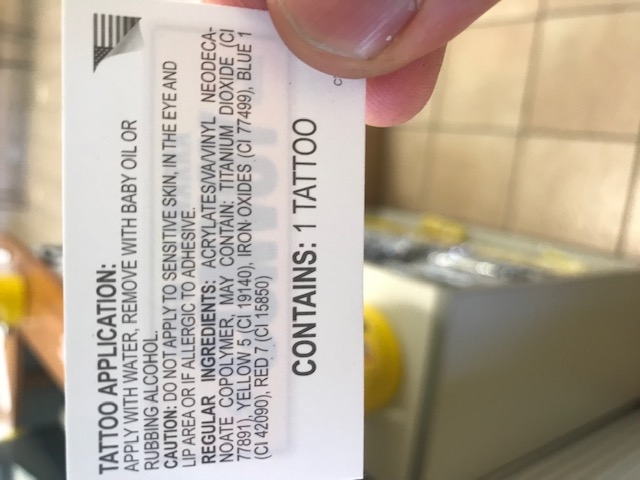 TATTOO APPLICATION:
APPLY WITH WATER, REMOVE WITH BABY OIL OR
RUBBING ALCOHOL.
CAUTION: DO NOT APPLY TO SENSITIVE SKIN, IN THE EYE AND
LIP AREA OR IF ALLERGIC TO ADHESIVE.
REGULAR INGREDIENTS: ACRYLATES/VA/VINYL NEODECA-
NOATE COPOLYMER, MAY CONTAIN: TITANIUM DIOXIDE (CI
77891), YELLOW 5 (CI 19140), IRON OXIDES (CI 77499), BLUE 1
(CI 42090), RED 7 (CI 15850)
CONTAINS: 1 TATTOO